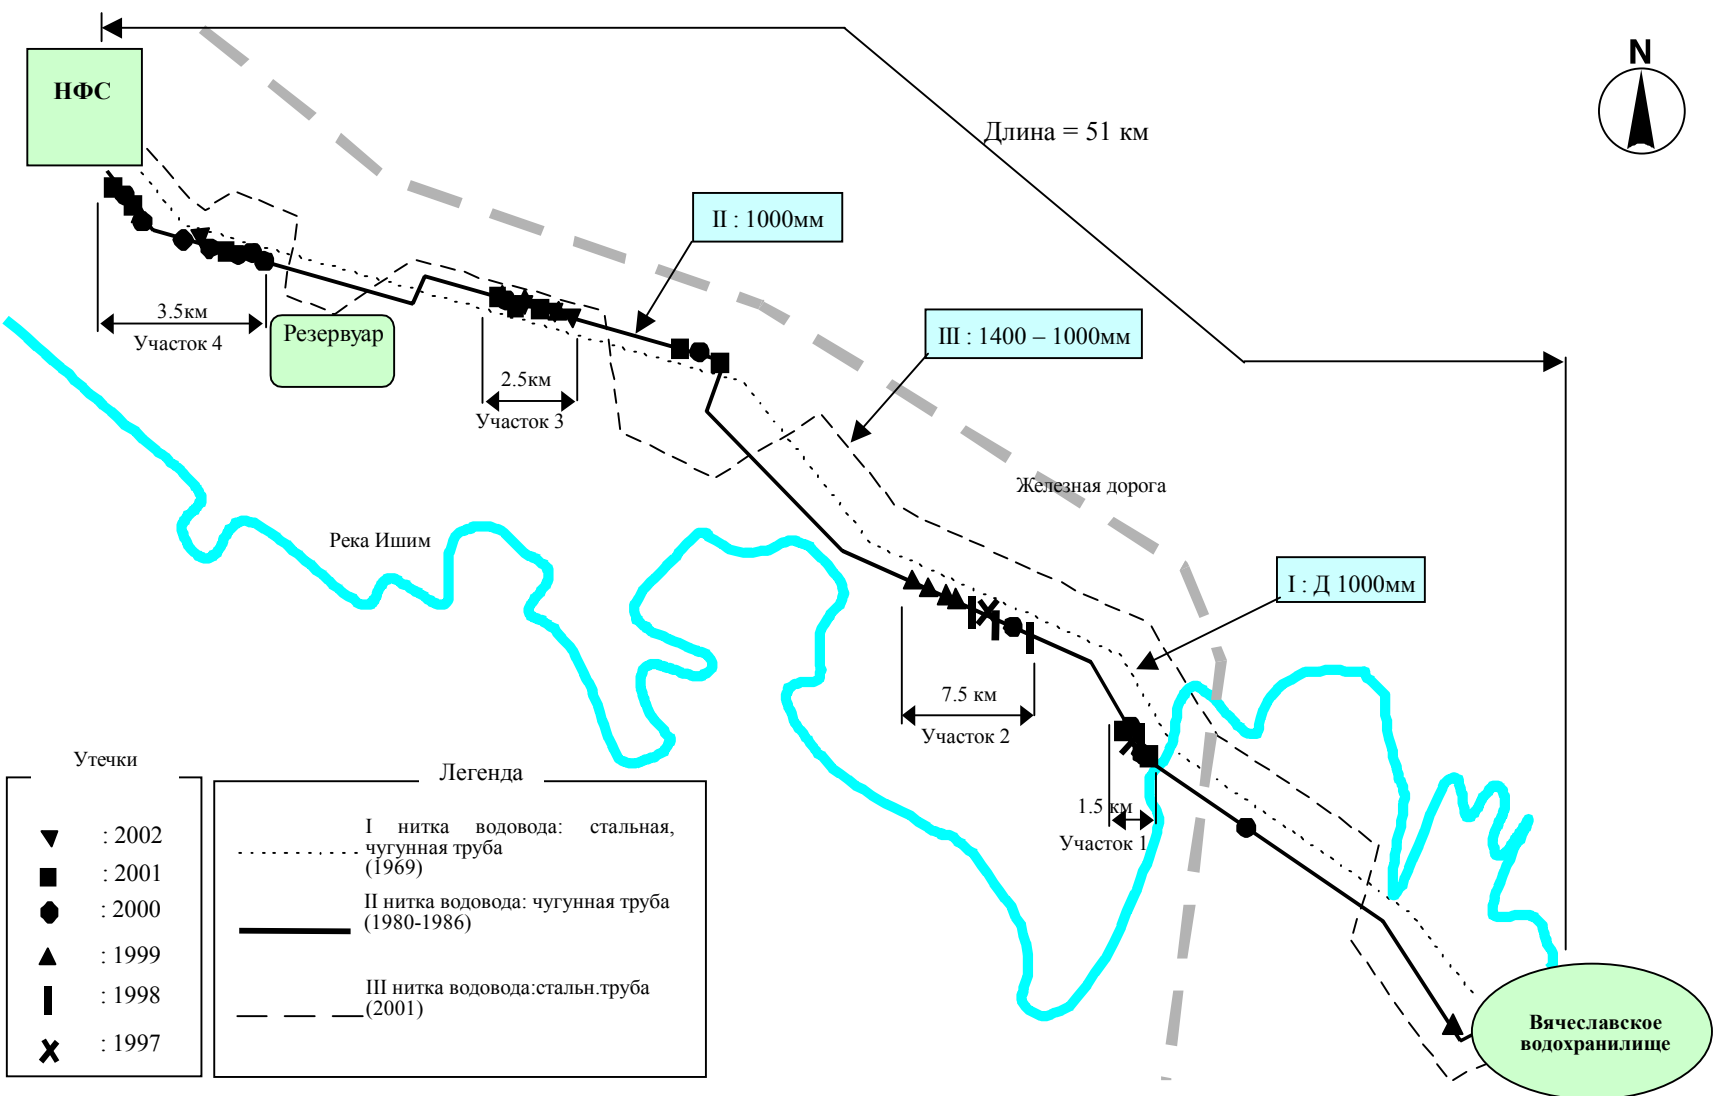 N
НФС
Длина = 51 км
II : 1000мм
3.5км
Участок 4
Резервуар
III : 1400 – 1000мм
2.5км
Участок 3
Железная дорога
Река Ишим
I : Д 1000мм
7.5 км
Участок 2
1.5 км
Участок 1
Утечки
: 2002
: 2001
: 2000
: 1999
: 1998
: 1997
Легенда
I нитка водовода: стальная,
чугунная труба
(1969)
II нитка водовода: чугунная труба
(1980-1986)
III нитка водовода:стальн.труба
(2001)
Вячеславское
водохранилище